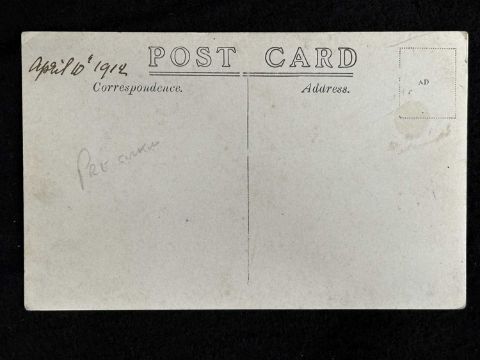 POST CARD
April 10th 1912
Correspondence.
Address.
AD
PRE